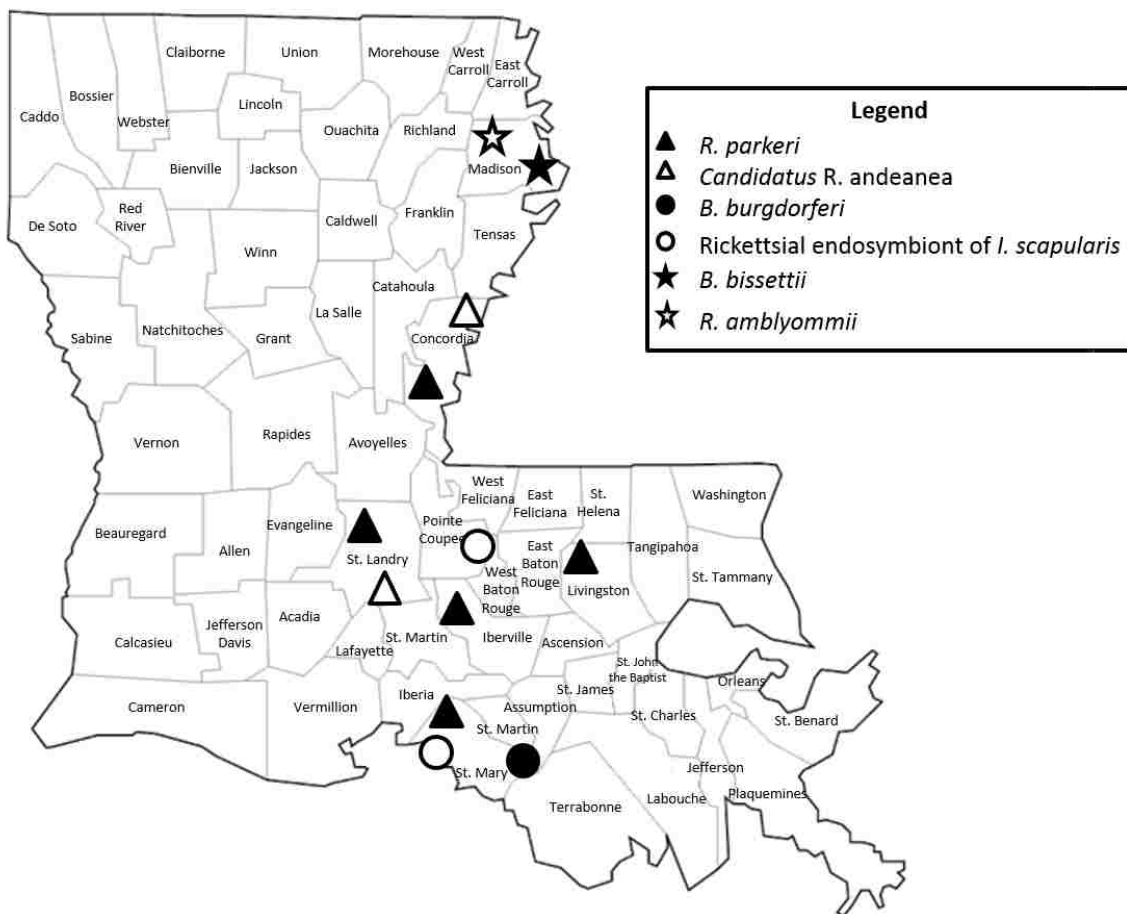 Claiborne
Union
Morehouse
West
Carroll
East
Carroll
Bossier
Caddo
Webster
Lincoln
Ouachita
Richland
Madison
Bienville
Jackson
De Soto
Red
River
Caldwell
Franklin
Tensas
Winn
Catahoula
La Salle
Sabine
Natchitoches
Grant
Concordia
Vernon
Rapides
Avoyelles
West
Feliciana
East
Feliciana
St.
Helena
Washington
Beauregard
Allen
Evangeline
St. Landry
Pointe
Coupee
West
Baton
Rouge
East
Baton
Rouge
Livingston
Tangipahoa
St. Tammany
Calcasieu
Jefferson
Davis
Acadia
Lafayette
St. Martin
Iberville
Ascension
St. John
the Baptist
Orleans
Cameron
Vermillion
Iberia
Assumption
St. James
St. Charles
St. Benard
St. Martin
St. Mary
Jefferson
Plaquemines
Terrabonne
Labouche
Legend
R. parkeri
Candidatus R. andeanea
B. burgdorferi
Rickettsial endosymbiont of I. scapularis
B. bissettii
R. amblyommii